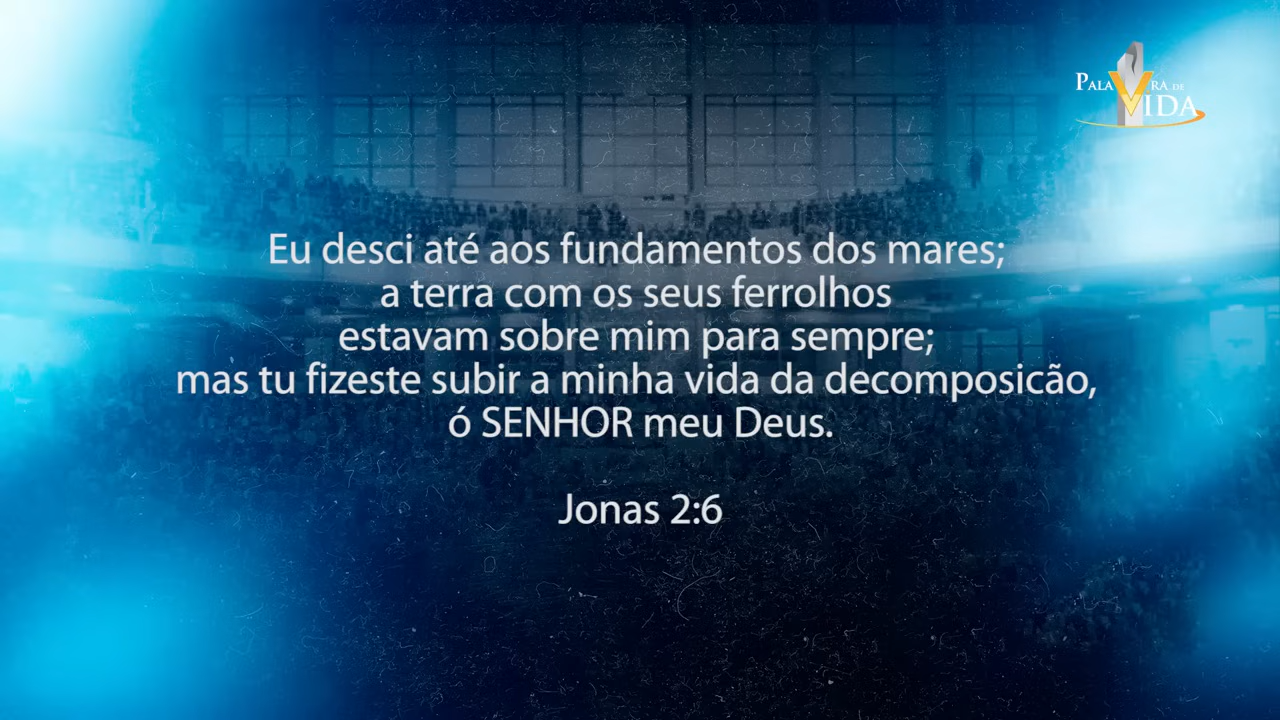 PALAVRA DE
VIDA
Eu desci até aos fundamentos dos mares;
a terra com os seus ferrolhos
estavam sobre mim para sempre;
mas tu fizeste subir a minha vida da decomposicão,
ó SENHOR meu Deus.
Jonas 2:6